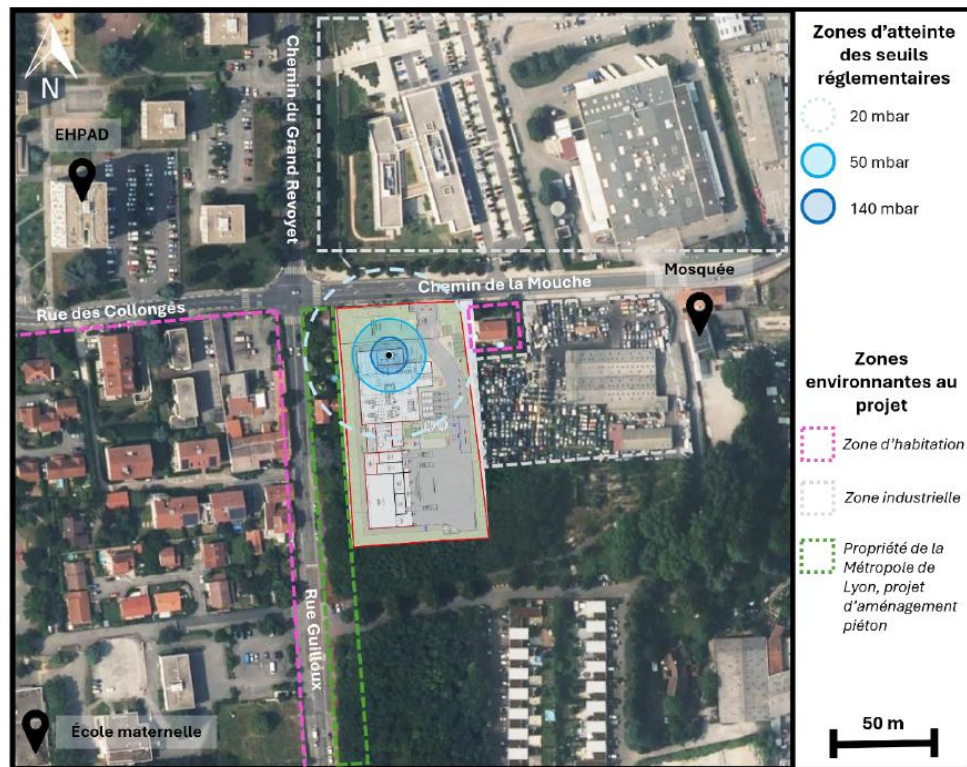 N
EHPAD
Chemin du Grand Revoyet
Mosquée
Chemin de la Mouche
Rue des Collonges
Rue Guilloux
École maternelle
Zones d’atteinte
des seuils
réglementaires
20 mbar
50 mbar
140 mbar
Zones
environnantes au
projet
Zone d’habitation
Zone industrielle
Propriété de la
Métropole de
Lyon, projet
d’aménagement
piéton
50 m